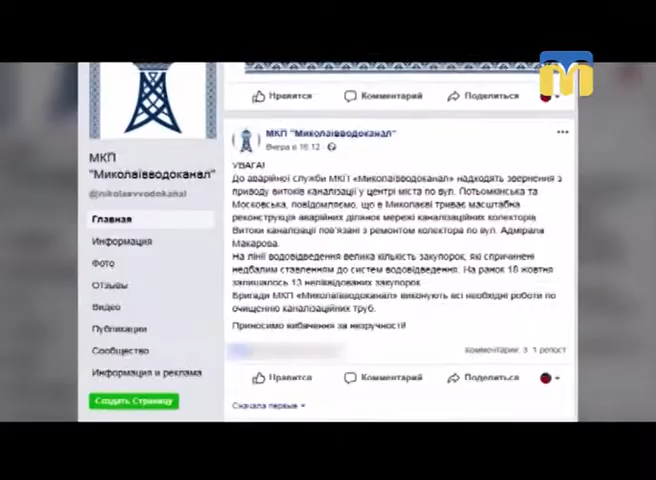 Нравится Комментарий Поделиться
МКП "Миколаївводоканал"
Вчера в 16:12
УВАГА!
До аварійної служби МКП «Миколаївводоканал» надходять звернення з
приводу витоків каналізації у центрі міста по вул. Потьомкінська та
Московська, повідомляємо, що в Миколаєві триває масштабна
реконструкція аварійних ділянок мережі каналізаційних колекторів
Витоки каналізації пов'язані з ремонтом колектора по вул. Адмірала
Макарова.
На лінії водовідведення велика кількість закупорок, які спричинені
недбалим ставленням до систем водовідведення. На ранок 18 жовтня
залишалось 13 неліквідованих закупорок
Бригади МКП «Миколаївводоканал» виконують всі необхідні роботи по
очищенню каналізаційних труб.
Приносимо вибачення за незручності!
Комментарии: 3 1 репост
Нравится Комментарий Поделиться
Сначала первые
МКП
"Миколаївводоканал"
@nikolaevvodokanal
Главная
Информация
Фото
Отзывы
Видео
Публикации
Сообщество
Информация и реклама
Создать Страницу